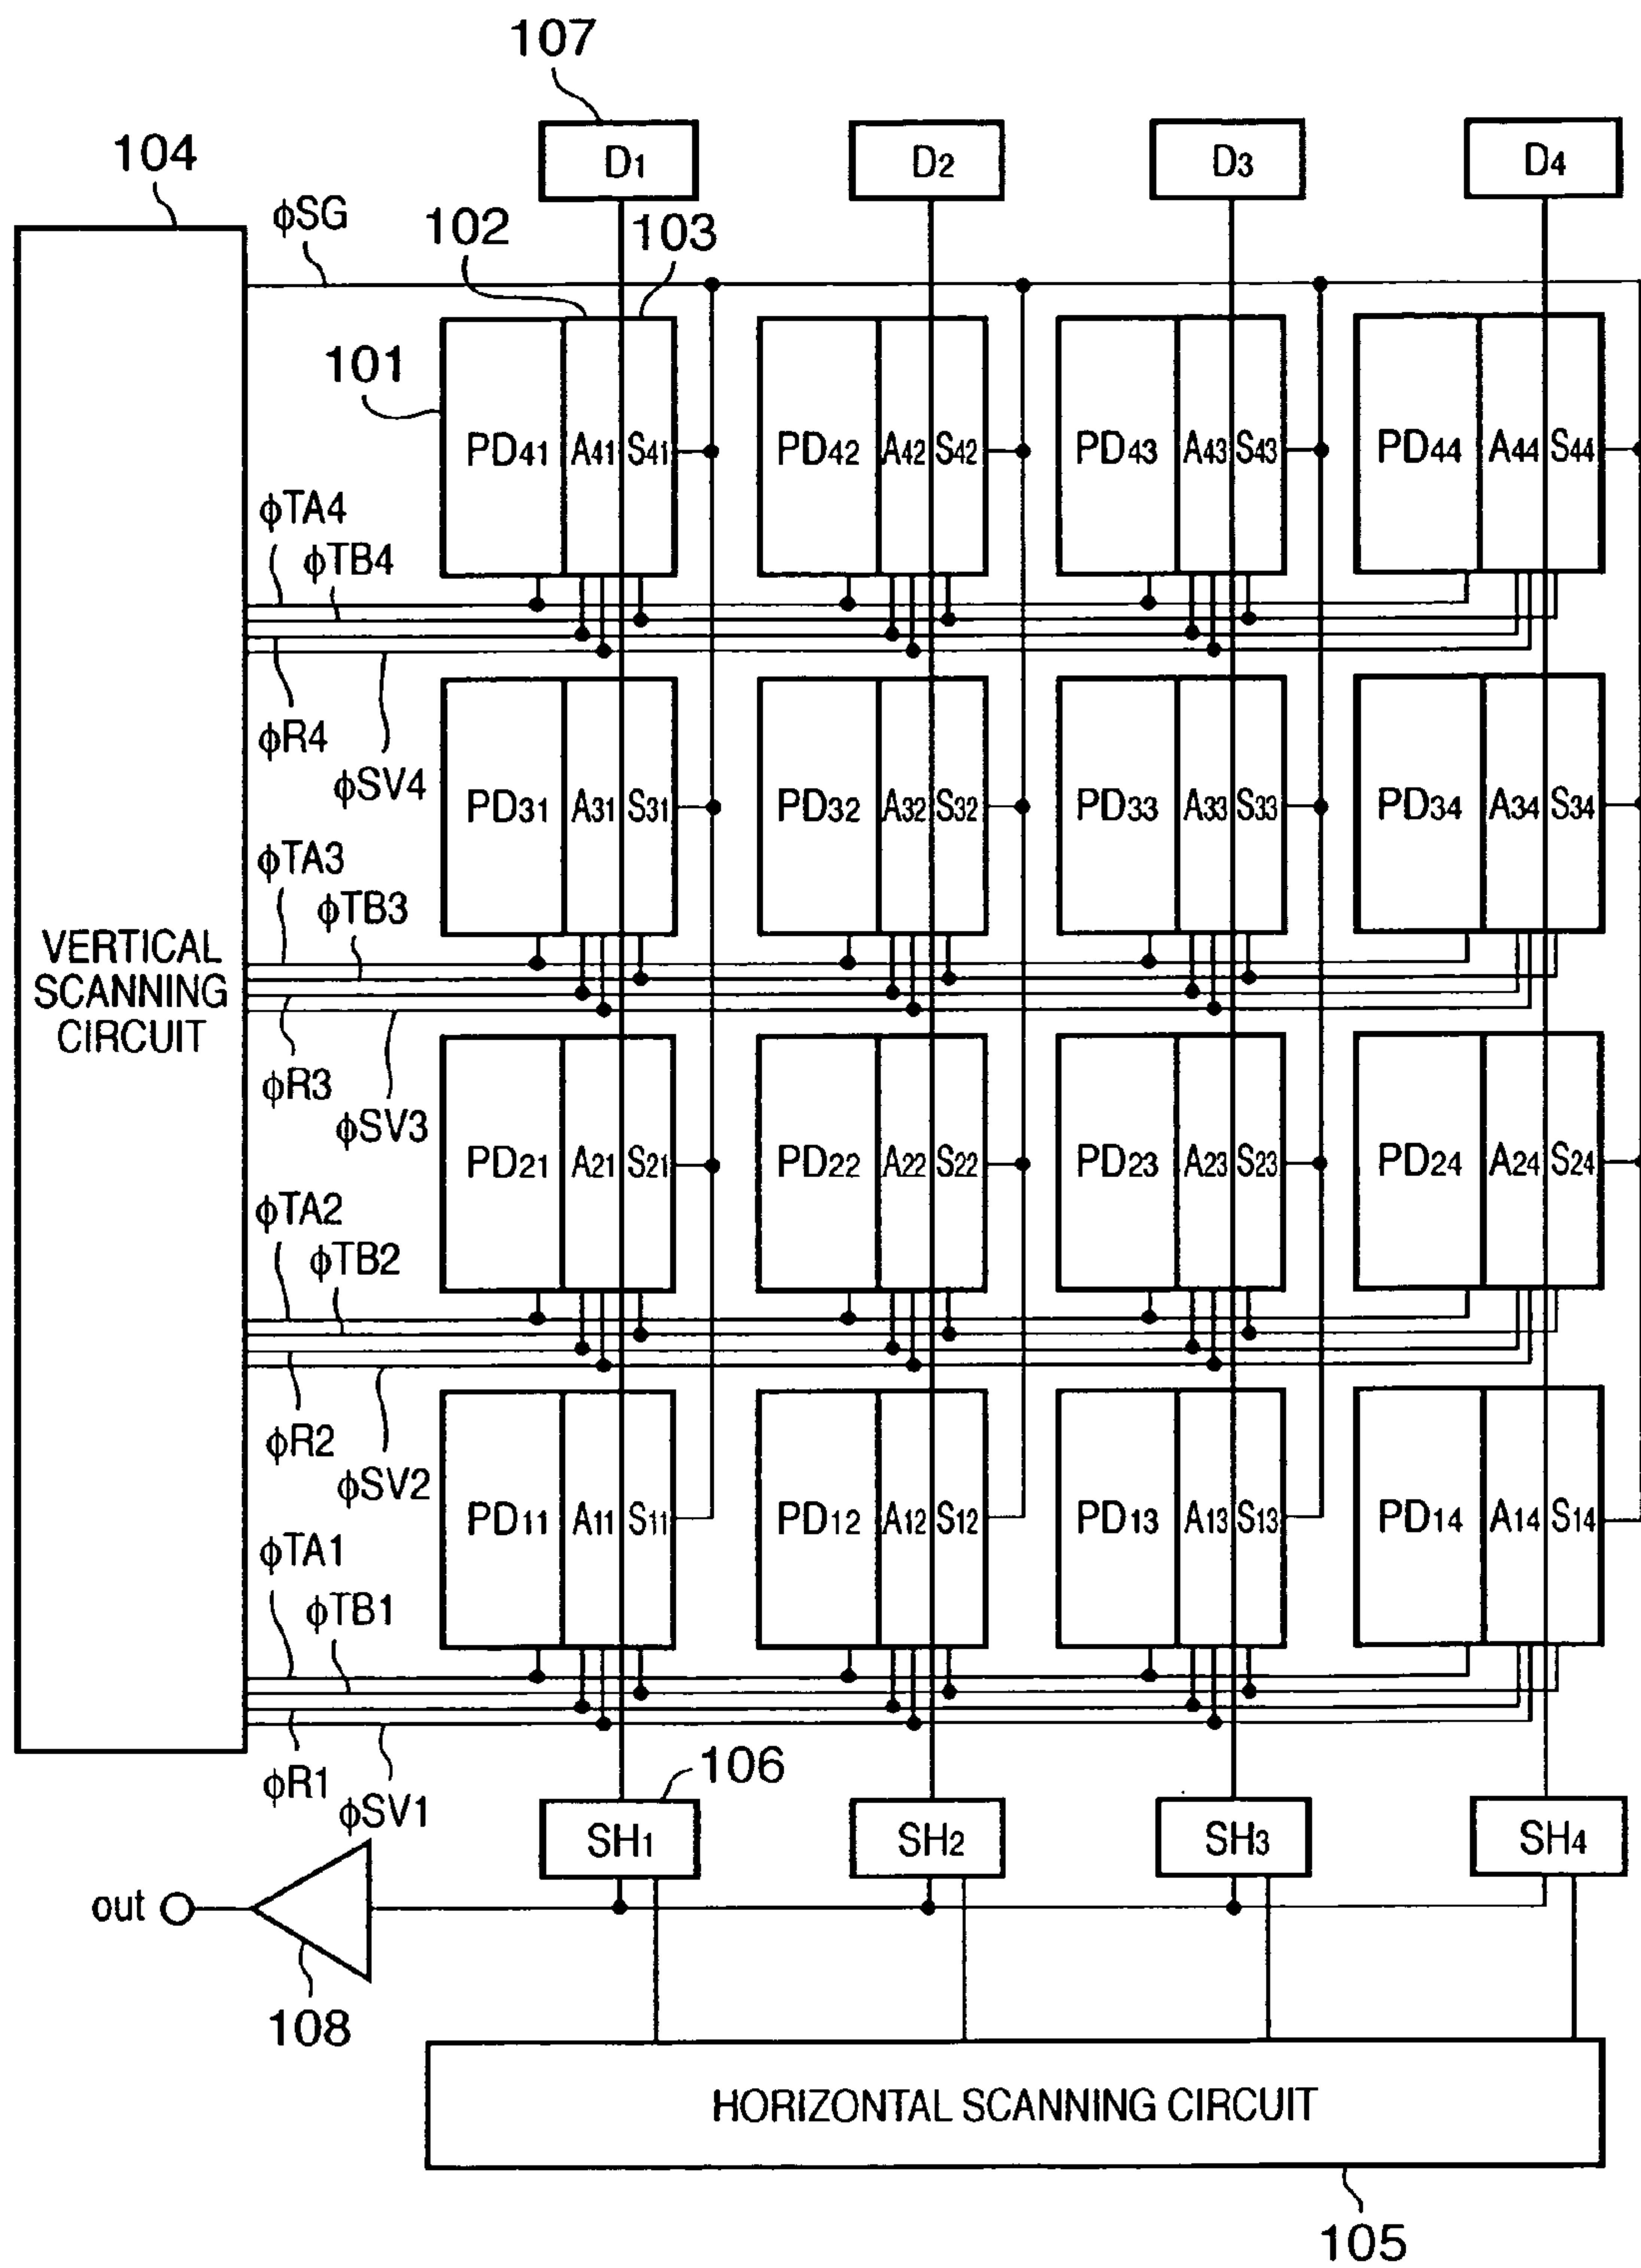 107
D1 D2 D3 D4
104
φSG
102 103
101
PD41 A41 S41 PD42 A42 S42 PD43 A43 S43 PD44 A44 S44
φTA4
φTB4
φR4
φSV4
PD31 A31 S31 PD32 A32 S32 PD33 A33 S33 PD34 A34 S34
φTA3
φTB3
VERTICAL
SCANNING
CIRCUIT
φR3
φSV3
PD21 A21 S21 PD22 A22 S22 PD23 A23 S23 PD24 A24 S24
φTA2
φTB2
φR2
φSV2
PD11 A11 S11 PD12 A12 S12 PD13 A13 S13 PD14 A14 S14
φTA1
φTB1
φR1
φSV1
106
SH1 SH2 SH3 SH4
out
108
HORIZONTAL SCANNING CIRCUIT
105